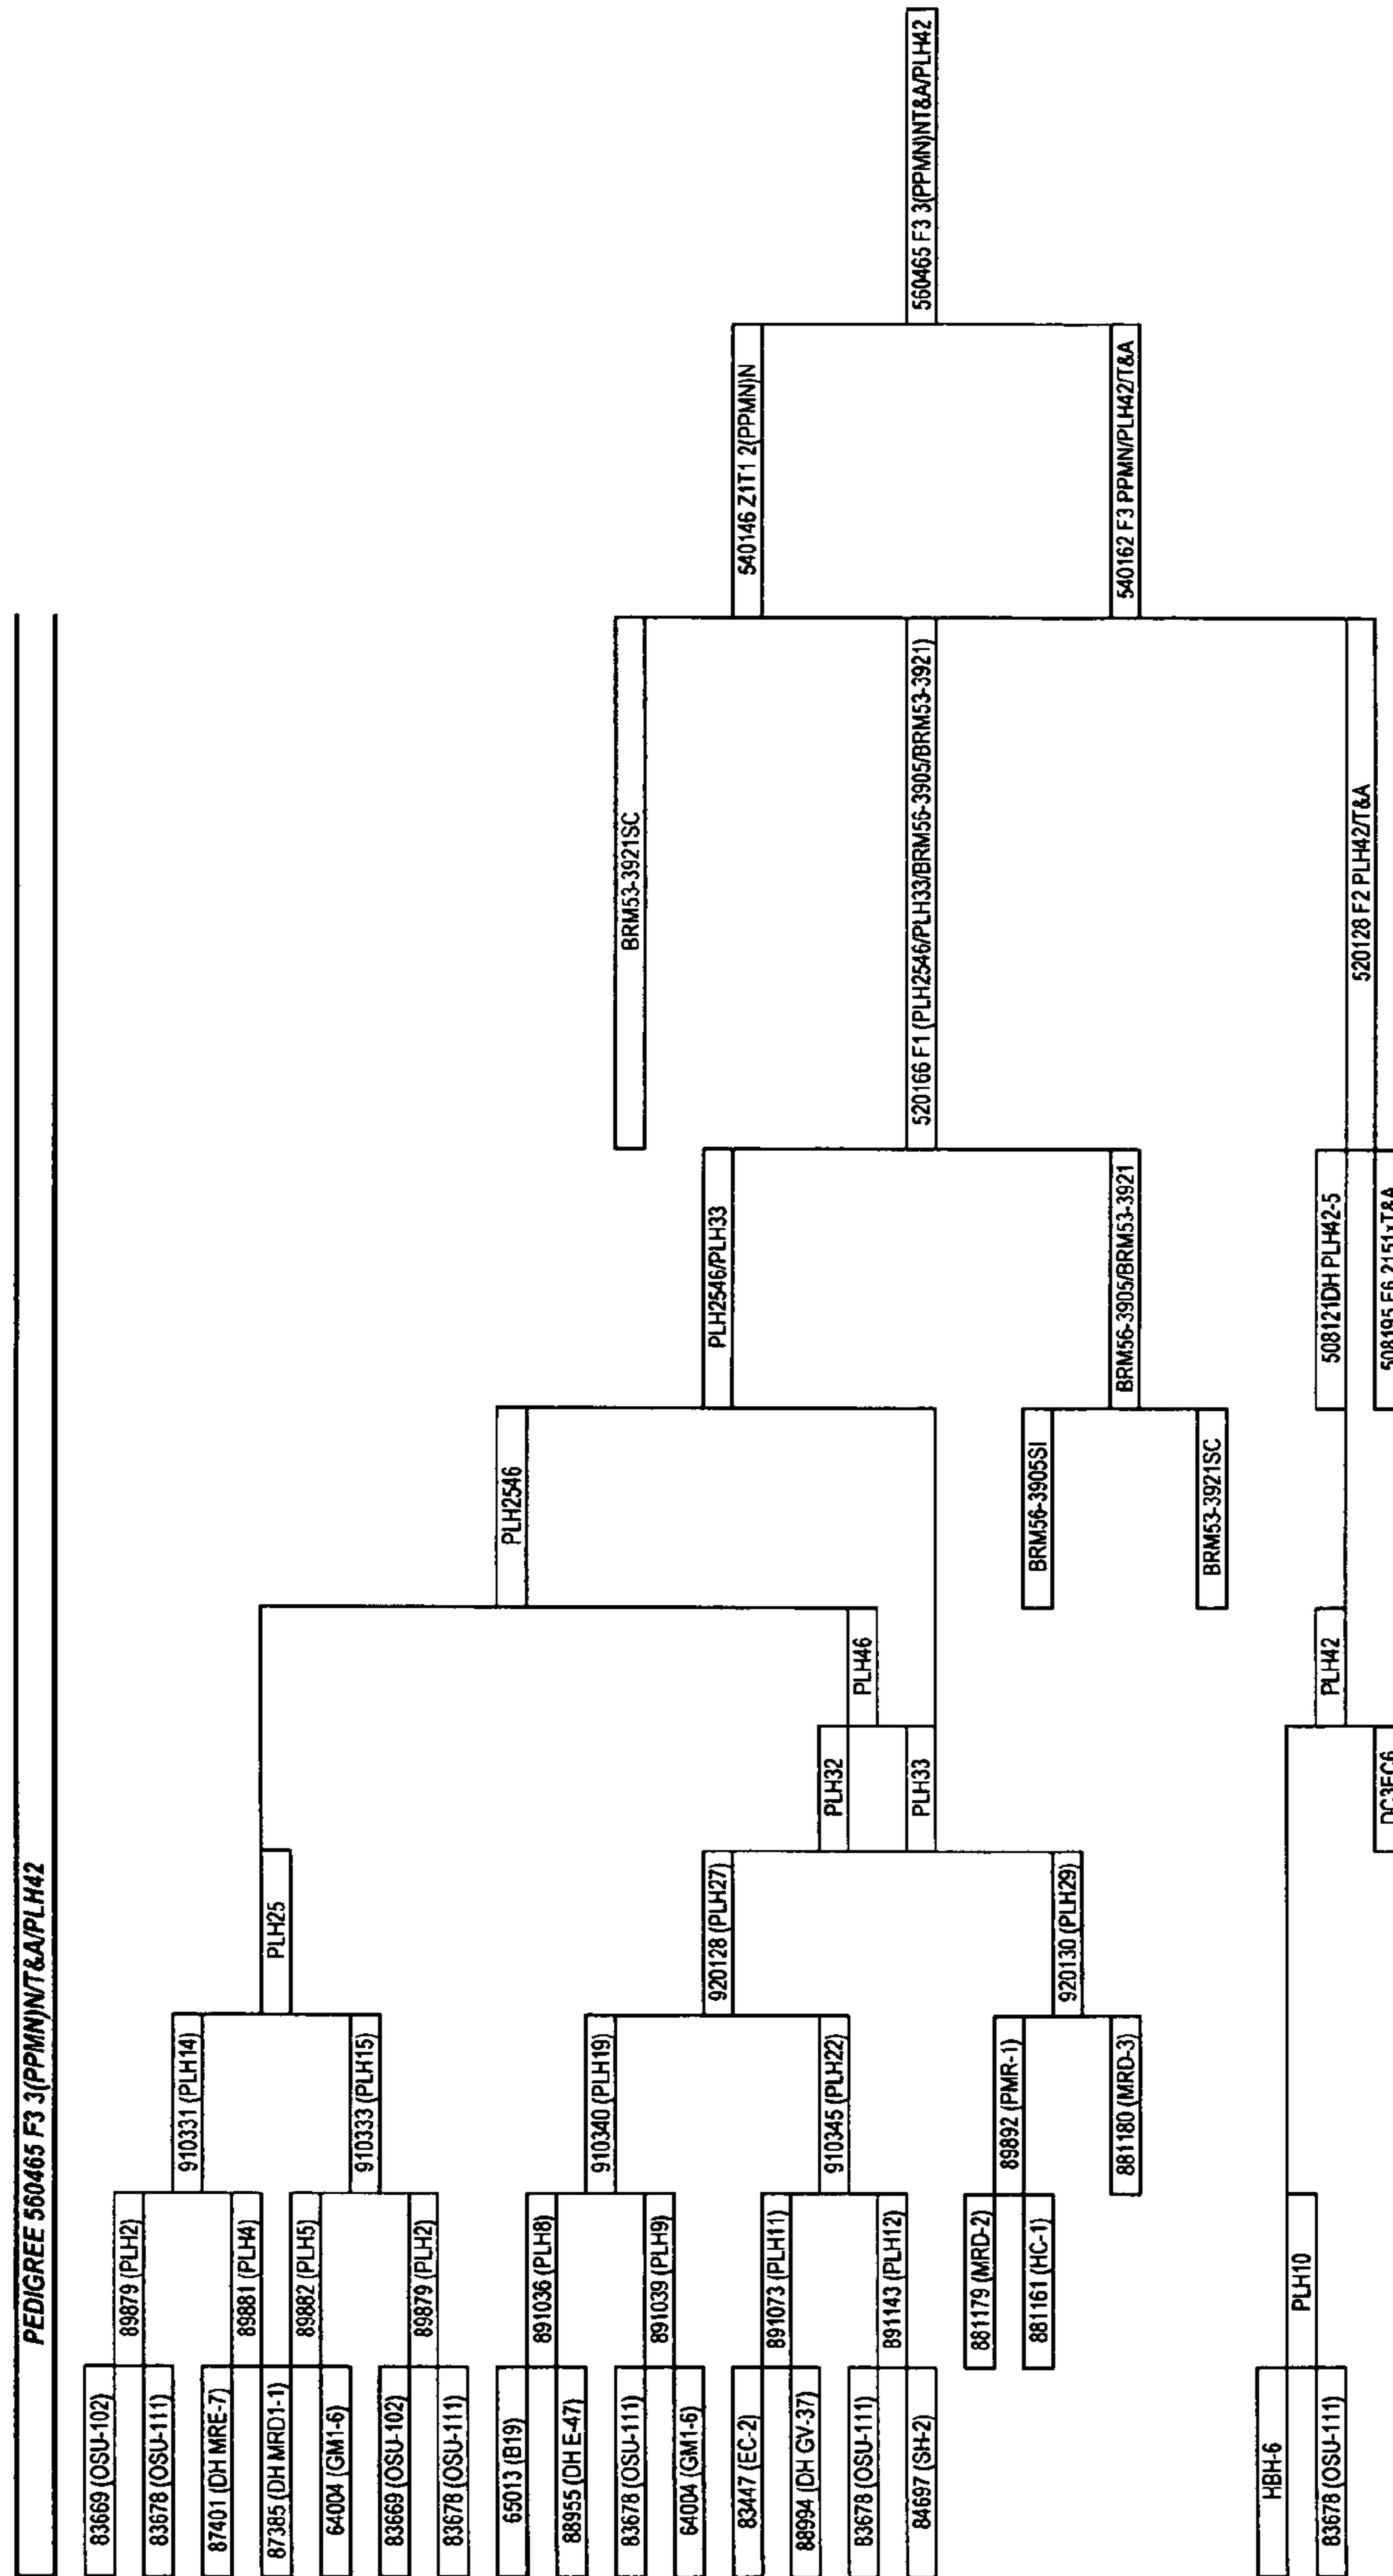 PEDIGREE 560465 F3 3(PPMN)N/T&A/PLH42
83669 (OSU-102)
83678 (OSU-111)
87401 (DH MRE-7)
87385 (DH MRD1-1)
64004 (GM1-6)
83669 (OSU-102)
83678 (OSU-111)
65013 (B19)
88955 (DH E-47)
83678 (OSU-111)
64004 (GM1-6)
83447 (EC-2)
88994 (DH GV-37)
83678 (OSU-111)
84697 (SH-2)
HBH-6
83678 (OSU-111)
89879 (PLH2)
89881 (PLH4)
89882 (PLH5)
89879 (PLH2)
891036 (PLH8)
891039 (PLH9)
891073 (PLH11)
891143 (PLH12)
881179 (MRD-2)
881161 (HC-1)
PLH10
910331 (PLH14)
910333 (PLH15)
910340 (PLH19)
910345 (PLH22)
89892 (PMR-1)
881180 (MRD-3)
PLH25
920128 (PLH27)
920130 (PLH29)
PLH32
PLH33
DC3EC6
PLH46
PLH42
PLH2546
BRM56-3905SI
BRM53-3921SC
PLH2546/PLH33
BRM56-3905/BRM53-3921
508121DH PLH42-5
508195 F6 2151xT&A
BRM53-3921SC
520166 F1 (PLH2546/PLH33/BRM56-3905/BRM53-3921)
520128 F2 PLH42/T&A
540146 Z1T1 2(PPMN)N
540162 F3 PPMN/PLH42/T&A
560465 F3 3(PPMN)NT&A/PLH42